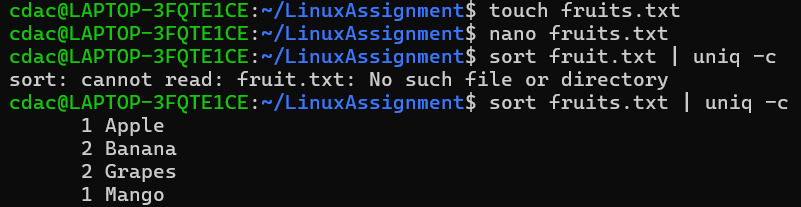 cdac@LAPTOP-3FQTE1CE:~/LinuxAssignment$ touch fruits.txt
cdac@LAPTOP-3FQTE1CE:~/LinuxAssignment$ nano fruits.txt
cdac@LAPTOP-3FQTE1CE:~/LinuxAssignment$ sort fruit.txt | uniq -c
sort: cannot read: fruit.txt: No such file or directory
cdac@LAPTOP-3FQTE1CE:~/LinuxAssignment$ sort fruits.txt | uniq -c
      1 Apple
      2 Banana
      2 Grapes
      1 Mango